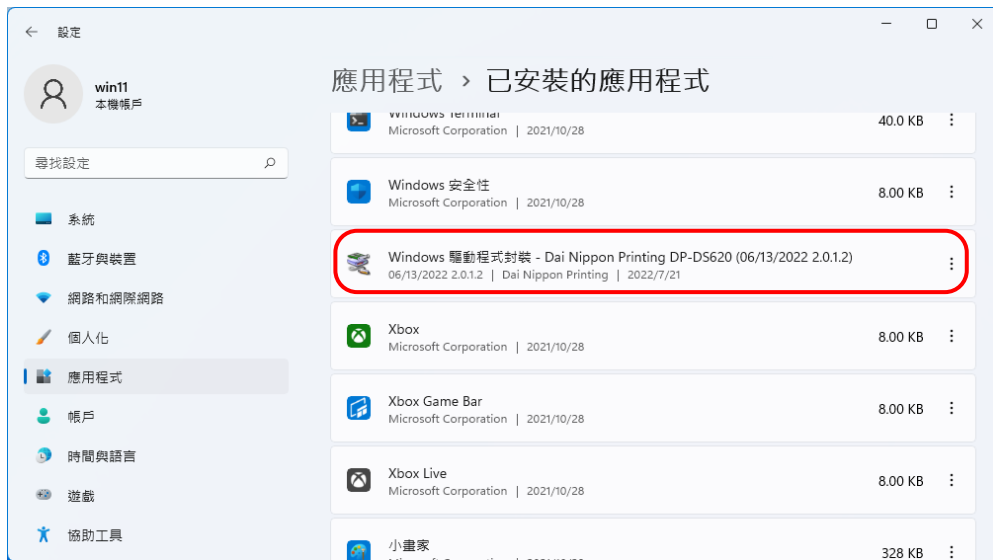 設定
win11
本機帳戶
尋找設定
系統
藍牙與裝置
網路和網際網路
個人化
應用程式
帳戶
時間與語言
遊戲
協助工具
應用程式 › 已安裝的應用程式
Windows Terminal
Microsoft Corporation | 2021/10/28
40.0 KB
Windows 安全性
Microsoft Corporation | 2021/10/28
8.00 KB
Windows 驅動程式封裝 - Dai Nippon Printing DP-DS620 (06/13/2022 2.0.1.2)
06/13/2022 2.0.1.2 | Dai Nippon Printing | 2022/7/21
Xbox
Microsoft Corporation | 2021/10/28
8.00 KB
Xbox Game Bar
Microsoft Corporation | 2021/10/28
8.00 KB
Xbox Live
Microsoft Corporation | 2021/10/28
8.00 KB
小畫家
328 KB